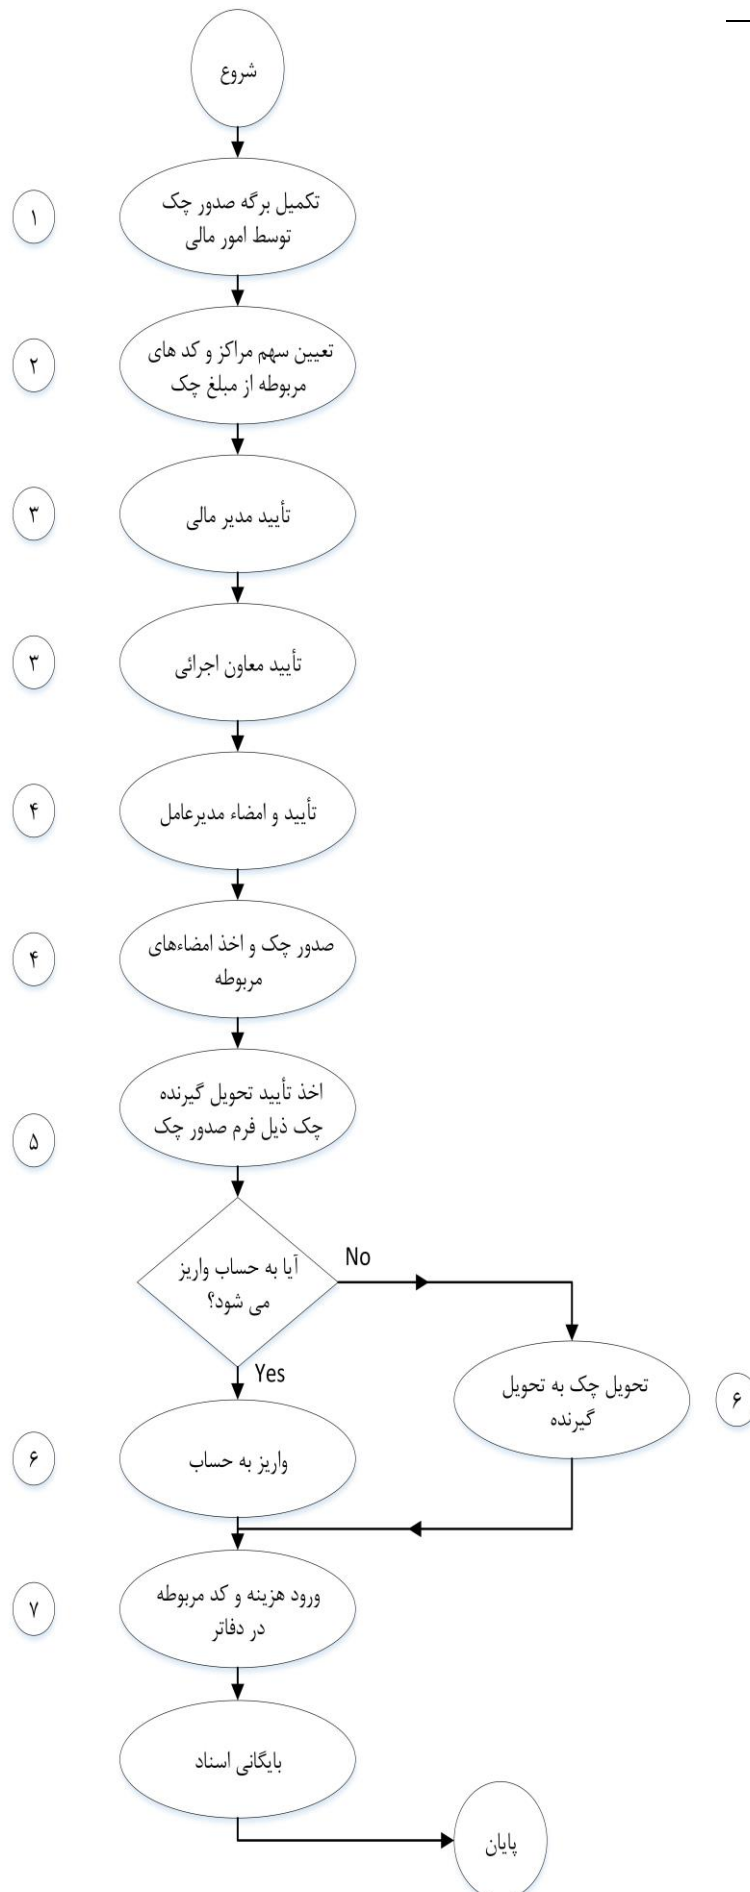 شروع
۱
تکمیل برگه صدور چک
توسط امور مالی
۲
تعیین سهم مراکز و کد های
مربوطه از مبلغ چک
۳
تأیید مدیر مالی
۳
تأیید معاون اجرائی
۴
تأیید و امضاء مدیرعامل
۴
صدور چک و اخذ امضاءهای
مربوطه
۵
اخذ تأیید تحویل گیرنده
چک ذیل فرم صدور چک
آیا به حساب واریز
می شود؟
No
Yes
تحویل چک به تحویل
گیرنده
۶
۶
واریز به حساب
۷
ورود هزینه و کد مربوطه
در دفاتر
بایگانی اسناد
پایان